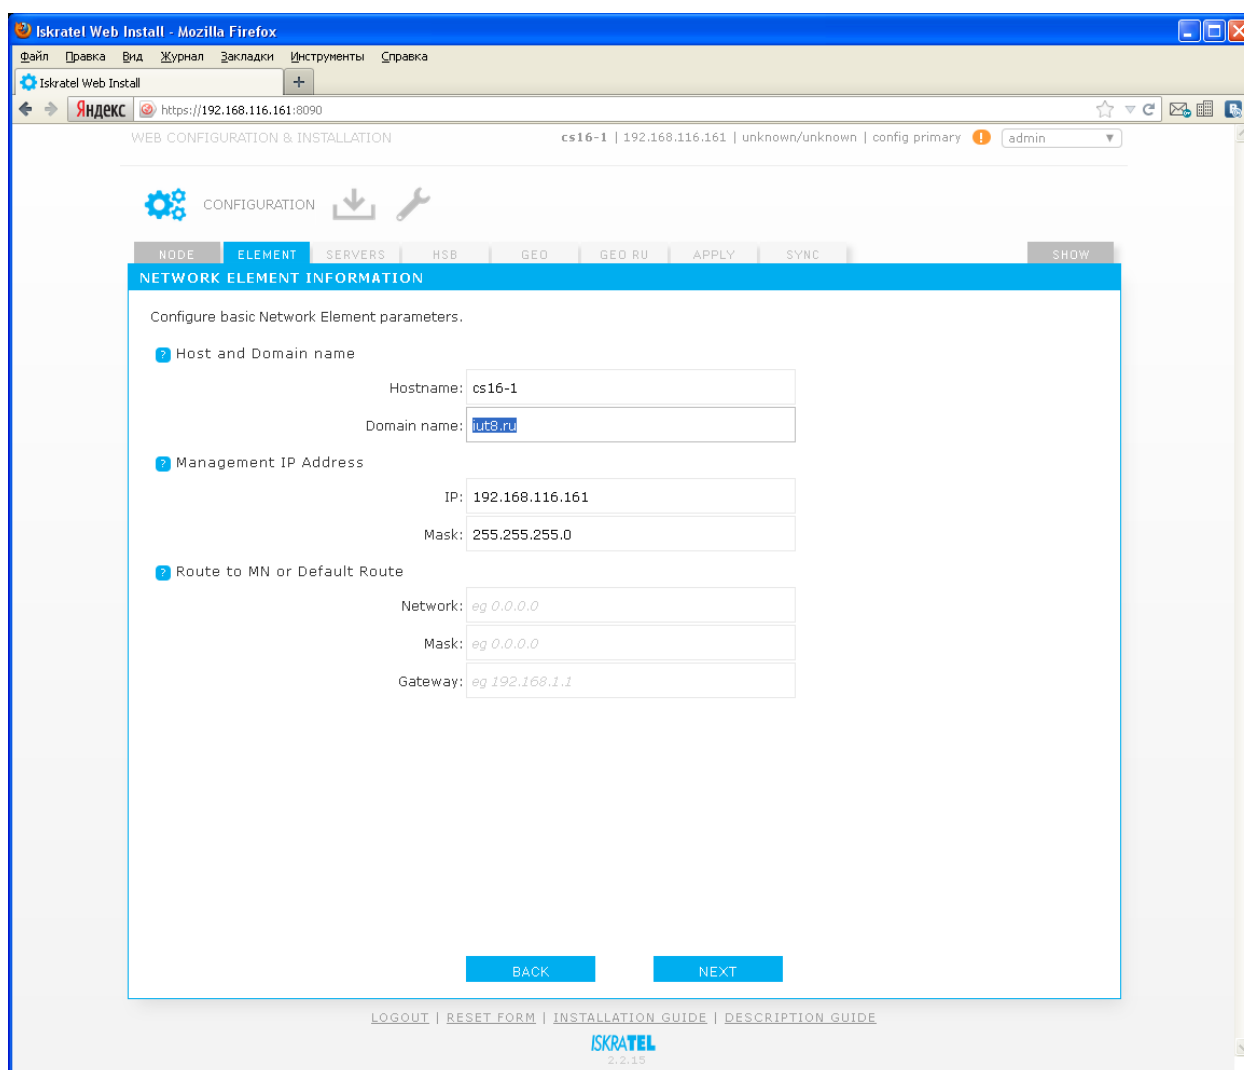 Iskratel Web Install - Mozilla Firefox
Файл Правка Вид Журнал Закладки Инструменты Справка
Iskratel Web Install
Яндекс https://192.168.116.161:8090
WEB CONFIGURATION & INSTALLATION cs16-1 | 192.168.116.161 | unknown/unknown | config primary ! admin
CONFIGURATION
NODE ELEMENT SERVERS HSB GEO GEO RU APPLY SYNC SHOW
NETWORK ELEMENT INFORMATION
Configure basic Network Element parameters.
? Host and Domain name
Hostname: cs16-1
Domain name: iut8.ru
? Management IP Address
IP: 192.168.116.161
Mask: 255.255.255.0
? Route to MN or Default Route
Network: eg 0.0.0.0
Mask: eg 0.0.0.0
Gateway: eg 192.168.1.1
BACK NEXT
LOGOUT | RESET FORM | INSTALLATION GUIDE | DESCRIPTION GUIDE
ISKRATEL
2.2.15